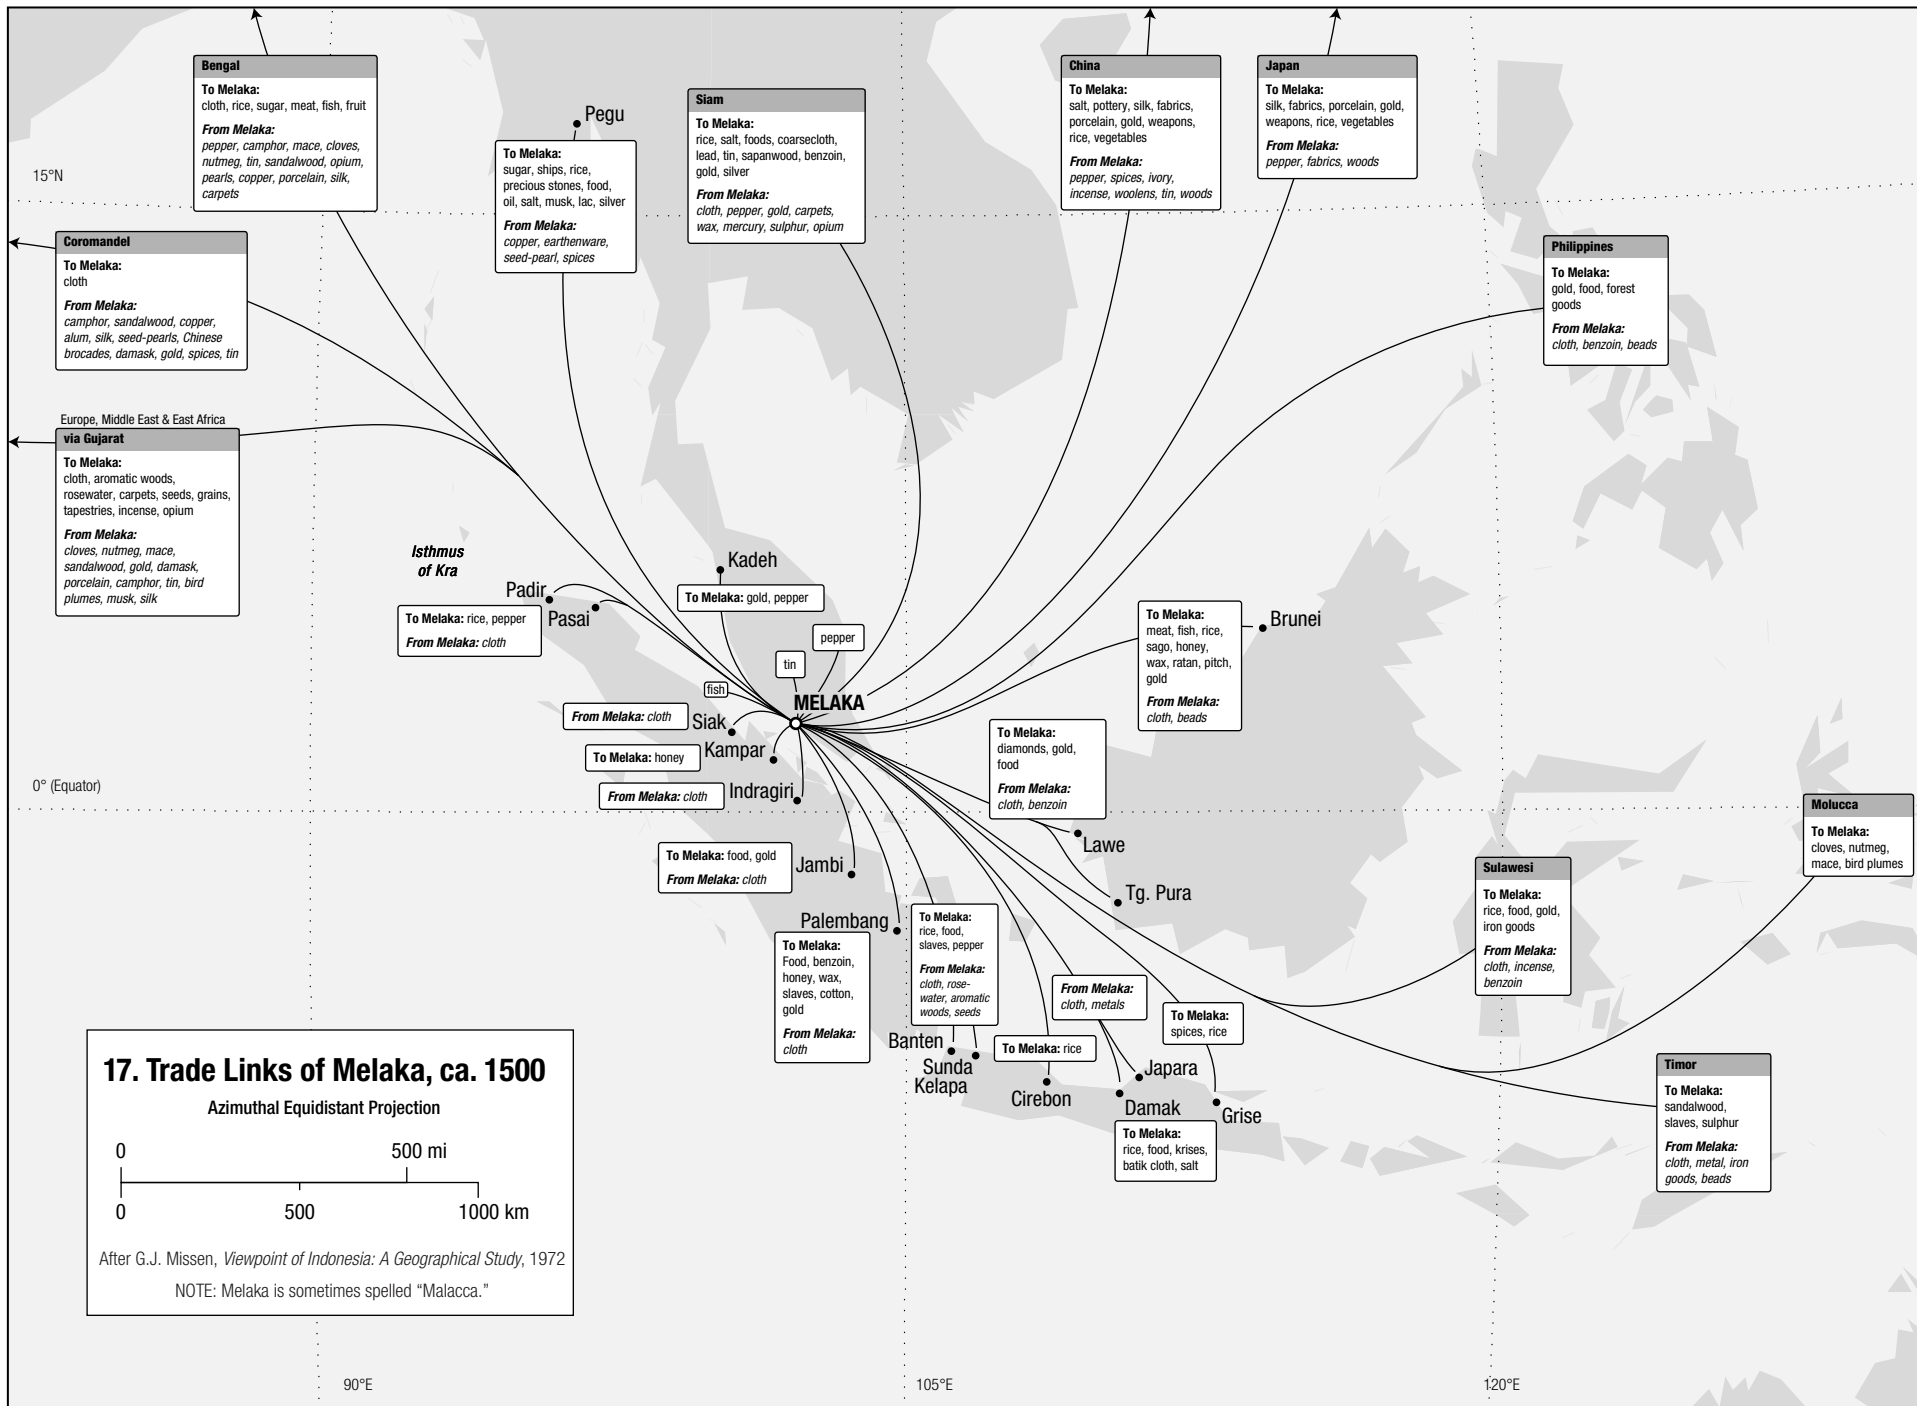 Bengal
To Melaka:
cloth, rice, sugar, meat, fish, fruit
From Melaka:
pepper, camphor, mace, cloves,
nutmeg, tin, sandalwood, opium,
pearls, copper, porcelain, silk,
carpets
Pegu
To Melaka:
sugar, ships, rice,
precious stones, food,
oil, salt, musk, lac, silver
From Melaka:
copper, earthenware,
seed-pearl, spices
Siam
To Melaka:
rice, salt, foods, coarsecloth,
lead, tin, sapanwood, benzoin,
gold, silver
From Melaka:
cloth, pepper, gold, carpets,
wax, mercury, sulphur, opium
China
To Melaka:
salt, pottery, silk, fabrics,
porcelain, gold, weapons,
rice, vegetables
From Melaka:
pepper, spices, ivory,
incense, woolens, tin, woods
Japan
To Melaka:
silk, fabrics, porcelain, gold,
weapons, rice, vegetables
From Melaka:
pepper, fabrics, woods
15°N
Coromandel
To Melaka:
cloth
From Melaka:
camphor, sandalwood, copper,
alum, silk, seed-pearls, Chinese
brocades, damask, gold, spices, tin
Philippines
To Melaka:
gold, food, forest
goods
From Melaka:
cloth, benzoin, beads
Europe, Middle East & East Africa
via Gujarat
To Melaka:
cloth, aromatic woods,
rosewater, carpets, seeds, grains,
tapestries, incense, opium
From Melaka:
cloves, nutmeg, mace,
sandalwood, gold, damask,
porcelain, camphor, tin, bird
plumes, musk, silk
Isthmus
of Kra
Padir
Pasai
To Melaka: rice, pepper
From Melaka: cloth
Kadeh
To Melaka: gold, pepper
pepper
tin
fish
MELAKA
Brunei
To Melaka:
meat, fish, rice,
sago, honey,
wax, ratan, pitch,
gold
From Melaka:
cloth, beads
From Melaka: cloth
Siak
Kampar
To Melaka: honey
From Melaka: cloth
Indragiri
0° (Equator)
To Melaka:
diamonds, gold,
food
From Melaka:
cloth, benzoin
Lawe
Tg. Pura
Molucca
To Melaka:
cloves, nutmeg,
mace, bird plumes
Sulawesi
To Melaka:
rice, food, gold,
iron goods
From Melaka:
cloth, incense,
benzoin
To Melaka: food, gold
From Melaka: cloth
Jambi
Palembang
To Melaka:
Food, benzoin,
honey, wax,
slaves, cotton,
gold
From Melaka:
cloth
To Melaka:
rice, food,
slaves, pepper
From Melaka:
cloth, rose-
water, aromatic
woods, seeds
Banten
Sunda
Kelapa
To Melaka: rice
Cirebon
From Melaka:
cloth, metals
Japara
Damak
To Melaka:
rice, food, krises,
batik cloth, salt
To Melaka:
spices, rice
Grise
Timor
To Melaka:
sandalwood,
slaves, sulphur
From Melaka:
cloth, metal, iron
goods, beads
17. Trade Links of Melaka, ca. 1500
Azimuthal Equidistant Projection
0 500 mi
0 500 1000 km
After G.J. Missen, Viewpoint of Indonesia: A Geographical Study, 1972
NOTE: Melaka is sometimes spelled “Malacca.”
90°E
105°E
120°E